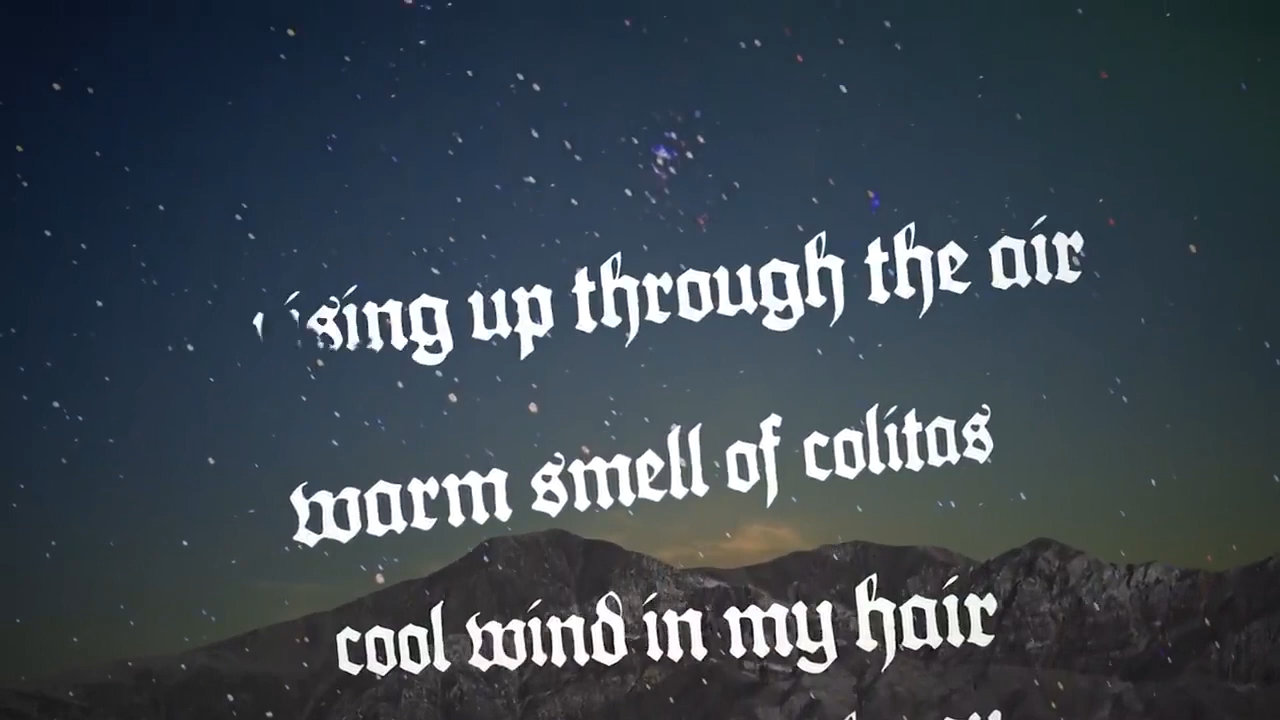 up through the air
warm smell of colitas
cool wind in my hair